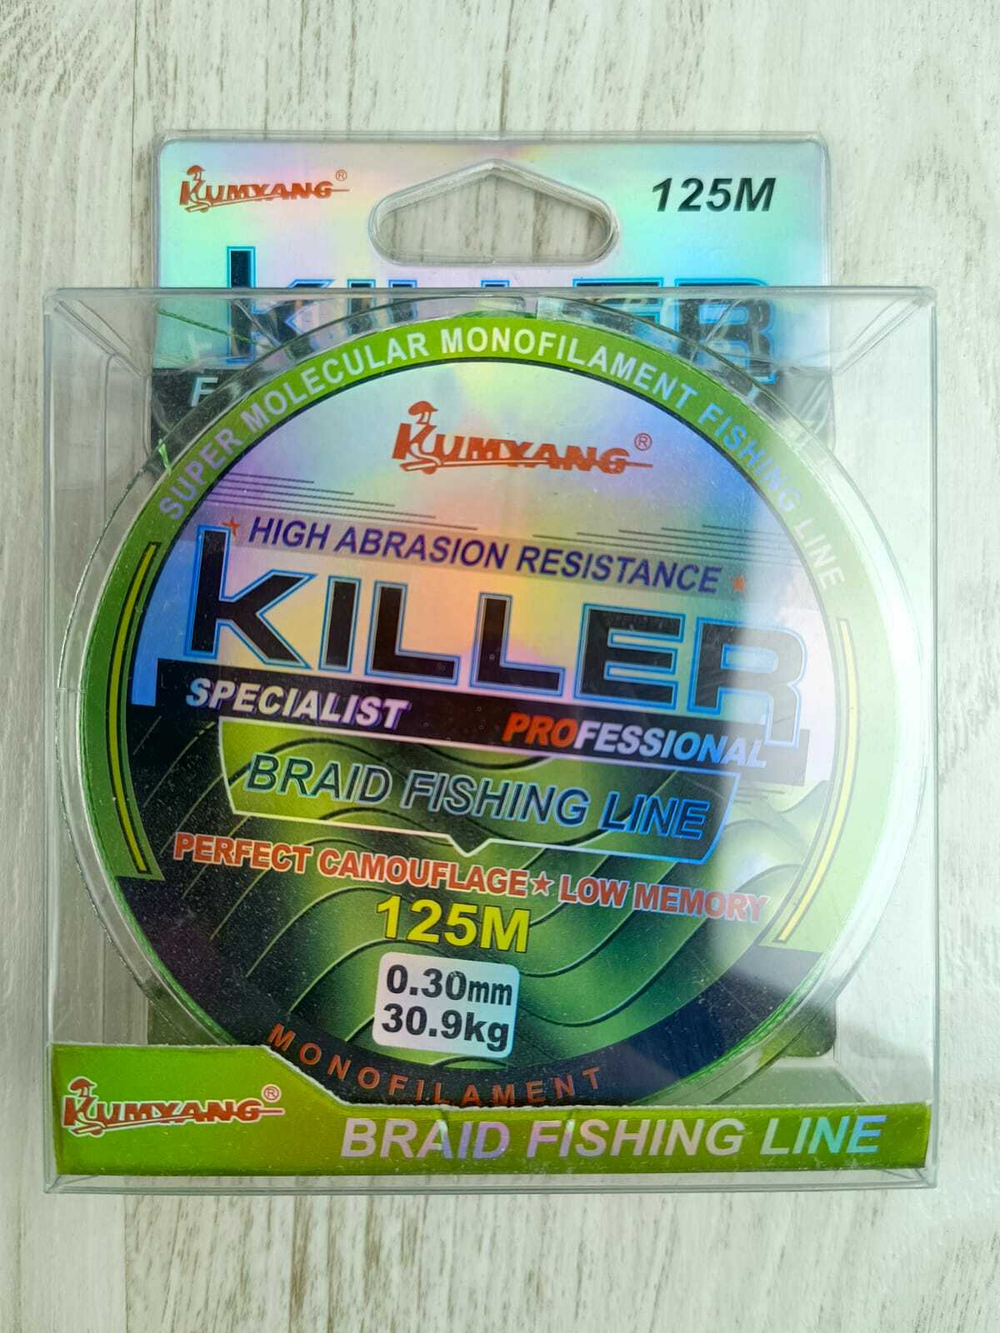 KUMYANG®
125M
KILLER
SUPER MOLECULAR MONOFILAMENT FISHING LINE
KUMYANG®
HIGH ABRASION RESISTANCE
KILLER
SPECIALIST PROFESSIONAL
BRAID FISHING LINE
PERFECT CAMOUFLAGE★LOW MEMORY
125M
0.30mm
30.9kg
MONOFILAMENT
KUMYANG®
BRAID FISHING LINE